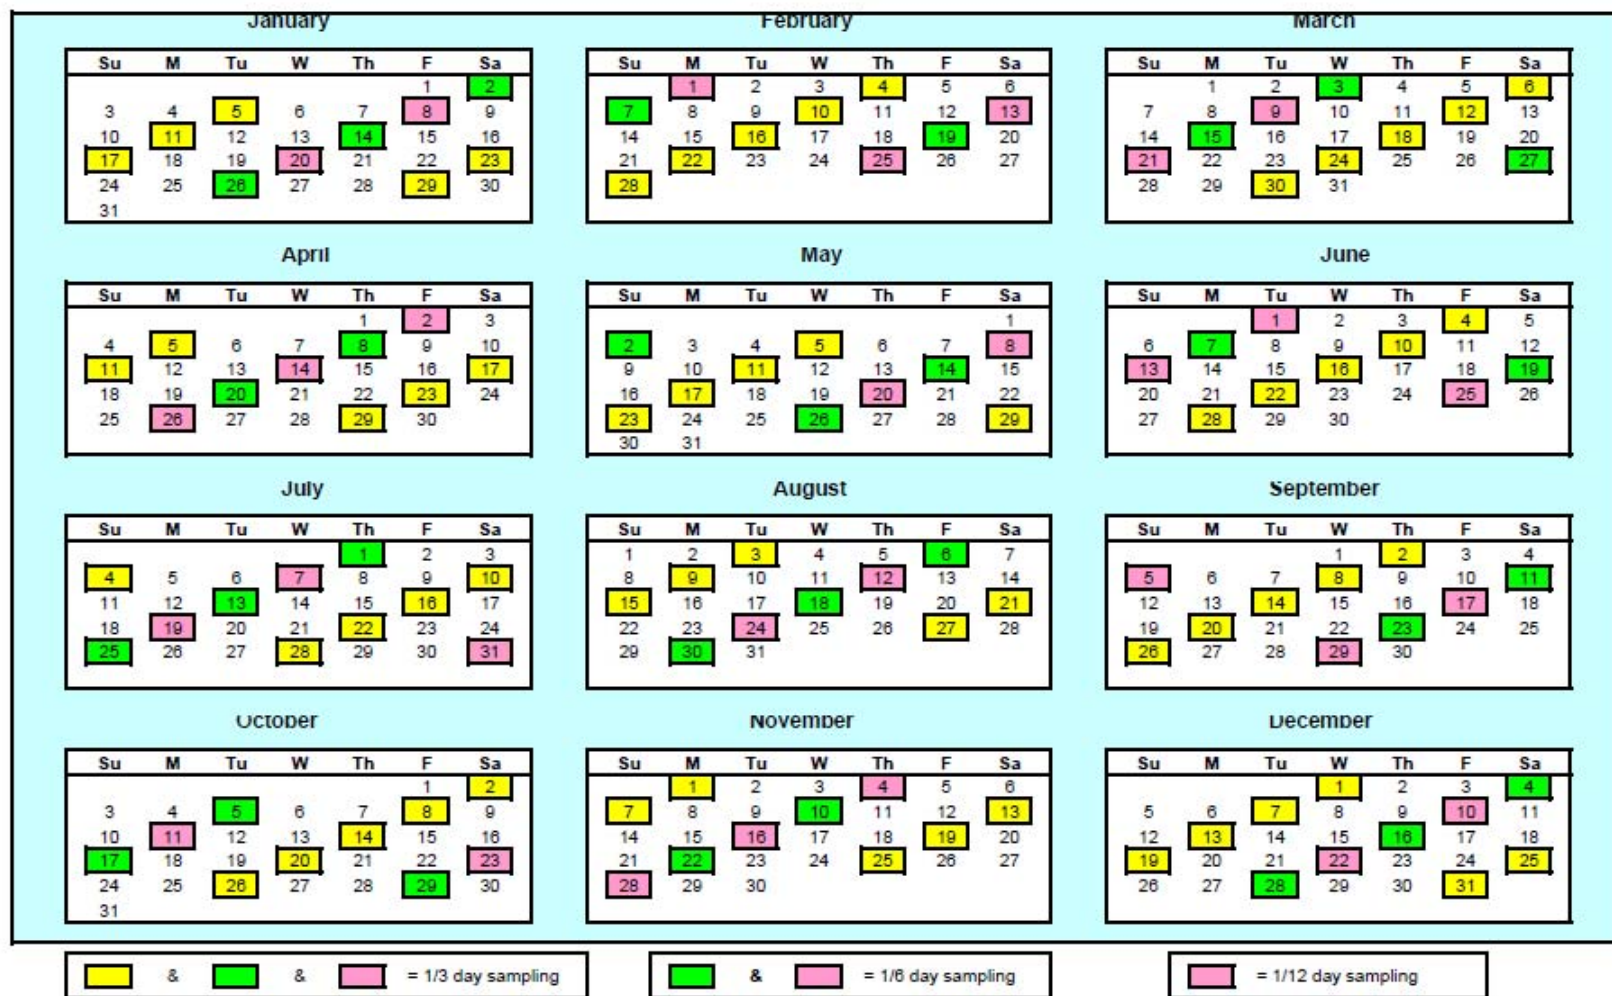 January February March
Su M Tu W Th F Sa Su M Tu W Th F Sa Su M Tu W Th F Sa
1 2 1 2 3 4 5 6 1 2 3 4 5 6
3 4 5 6 7 8 9 7 8 9 10 11 12 13 7 8 9 10 11 12 13
10 11 12 13 14 15 16 14 15 16 17 18 19 20 14 15 16 17 18 19 20
17 18 19 20 21 22 23 21 22 23 24 25 26 27 21 22 23 24 25 26 27
24 25 26 27 28 29 30 28 28 29 30 31
31
April May June
Su M Tu W Th F Sa Su M Tu W Th F Sa Su M Tu W Th F Sa
1 2 3 1 1 2 3 4 5
4 5 6 7 8 9 10 2 3 4 5 6 7 8 6 7 8 9 10 11 12
11 12 13 14 15 16 17 9 10 11 12 13 14 15 13 14 15 16 17 18 19
18 19 20 21 22 23 24 16 17 18 19 20 21 22 20 21 22 23 24 25 26
25 26 27 28 29 30 23 24 25 26 27 28 29 27 28 29 30
30 31
July August September
Su M Tu W Th F Sa Su M Tu W Th F Sa Su M Tu W Th F Sa
1 2 3 1 2 3 4 5 6 7 1 2 3 4
4 5 6 7 8 9 10 8 9 10 11 12 13 14 5 6 7 8 9 10 11
11 12 13 14 15 16 17 15 16 17 18 19 20 21 12 13 14 15 16 17 18
18 19 20 21 22 23 24 22 23 24 25 26 27 28 19 20 21 22 23 24 25
25 26 27 28 29 30 31 29 30 31 26 27 28 29 30
October November December
Su M Tu W Th F Sa Su M Tu W Th F Sa Su M Tu W Th F Sa
1 2 1 2 3 4 5 6 1 2 3 4
3 4 5 6 7 8 9 7 8 9 10 11 12 13 5 6 7 8 9 10 11
10 11 12 13 14 15 16 14 15 16 17 18 19 20 12 13 14 15 16 17 18
17 18 19 20 21 22 23 21 22 23 24 25 26 27 19 20 21 22 23 24 25
24 25 26 27 28 29 30 28 29 30 26 27 28 29 30 31
31
& & = 1/3 day sampling & = 1/6 day sampling = 1/12 day sampling